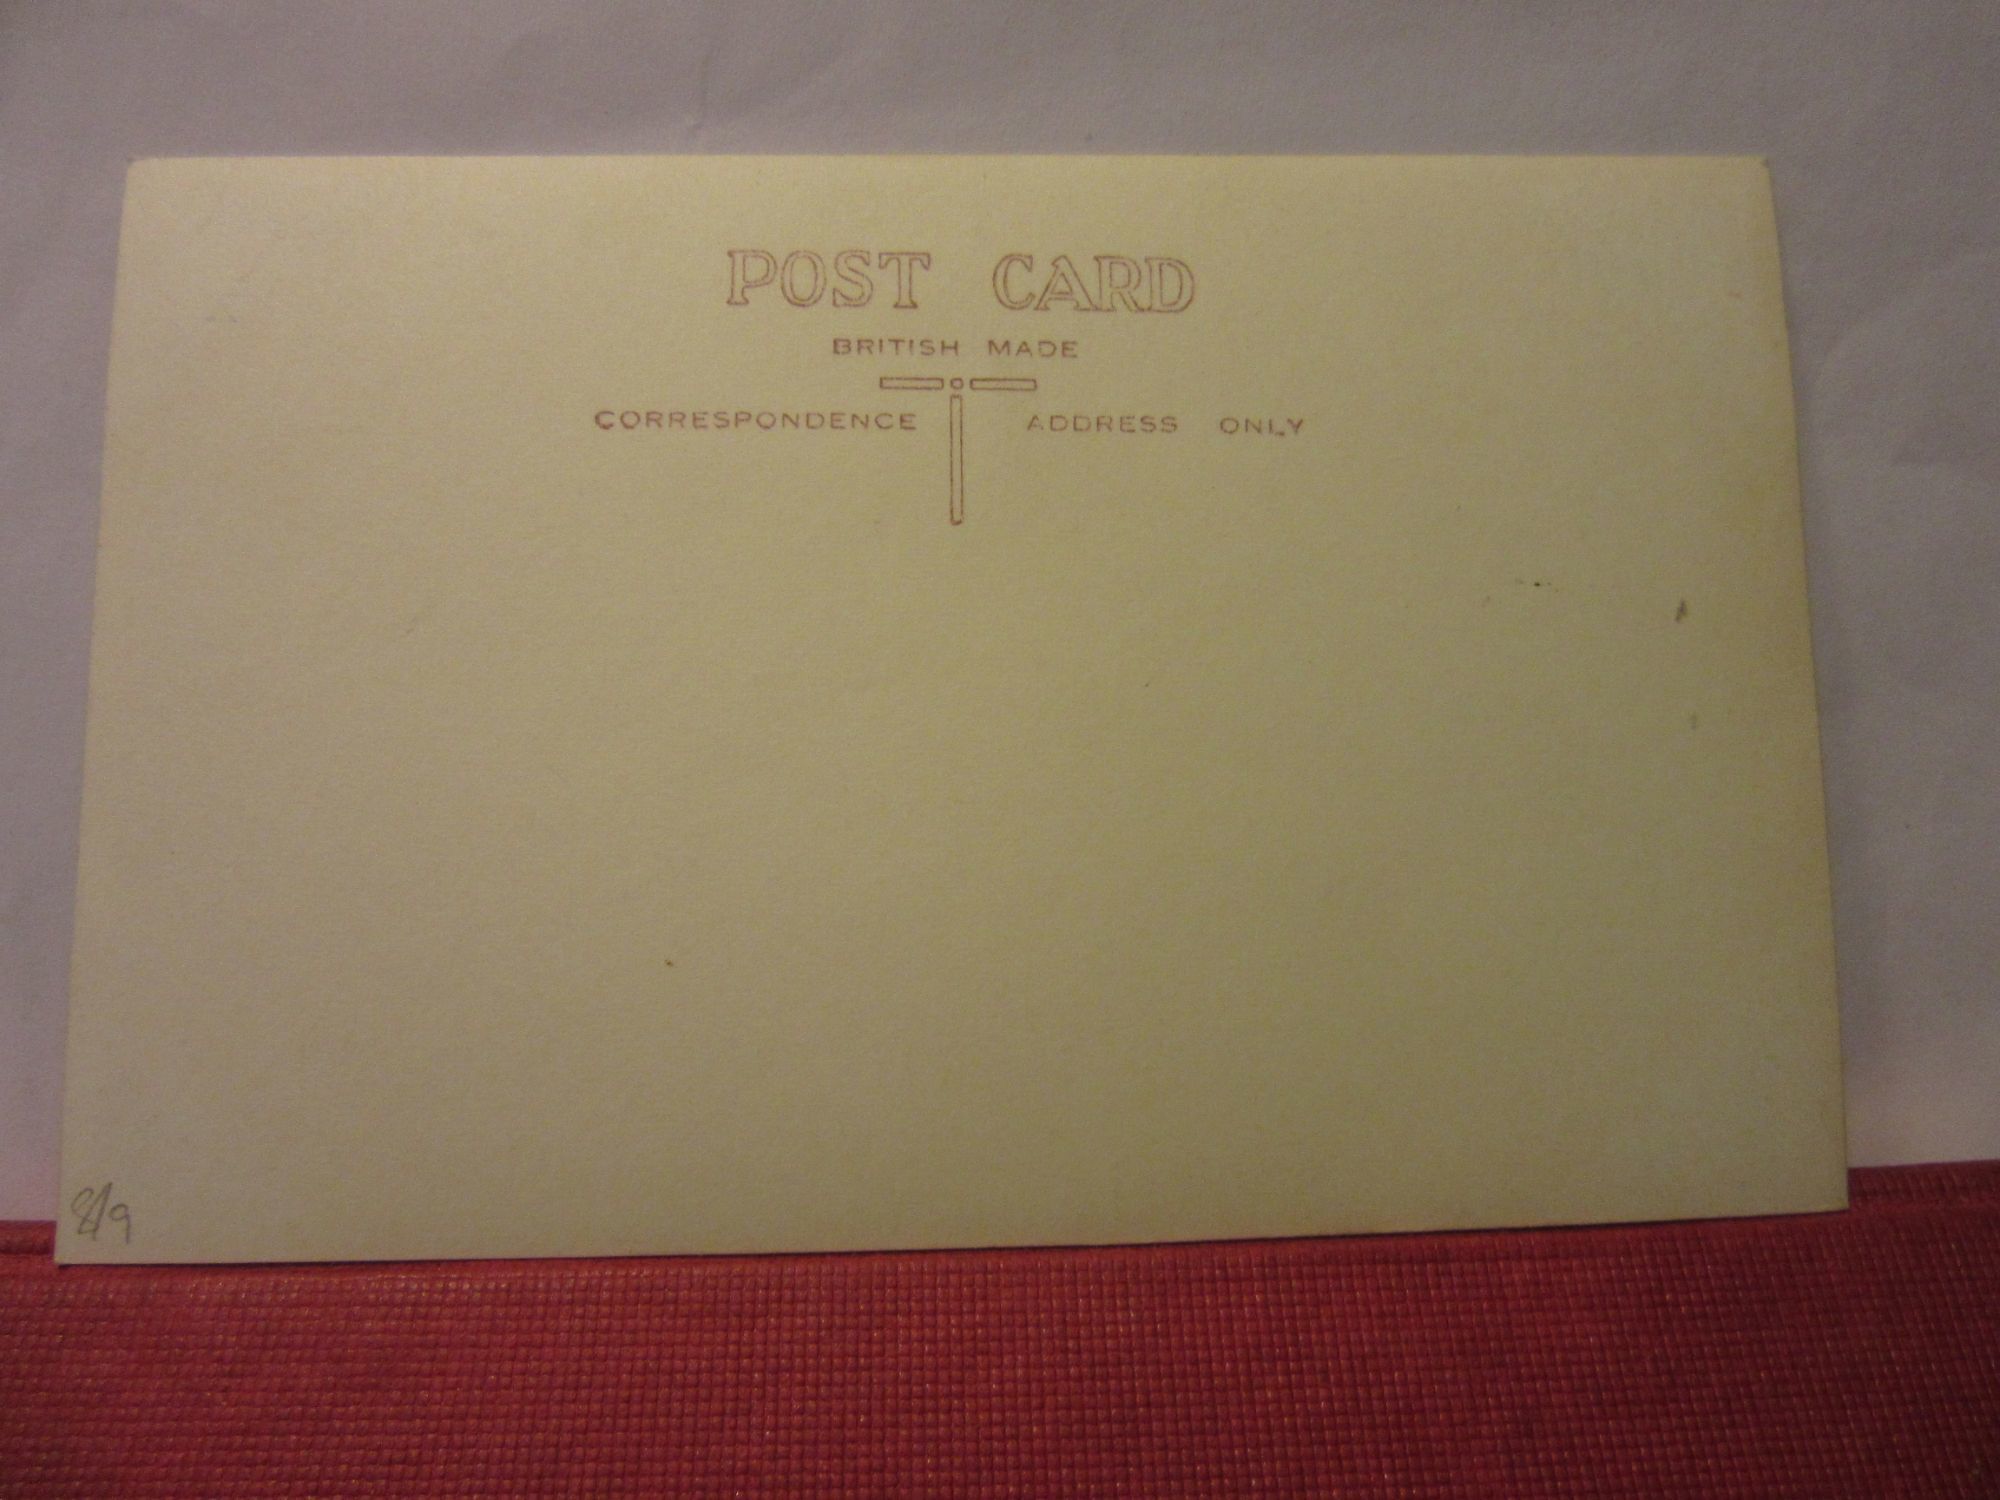 POST CARD
BRITISH MADE
CORRESPONDENCE ADDRESS ONLY
8/9